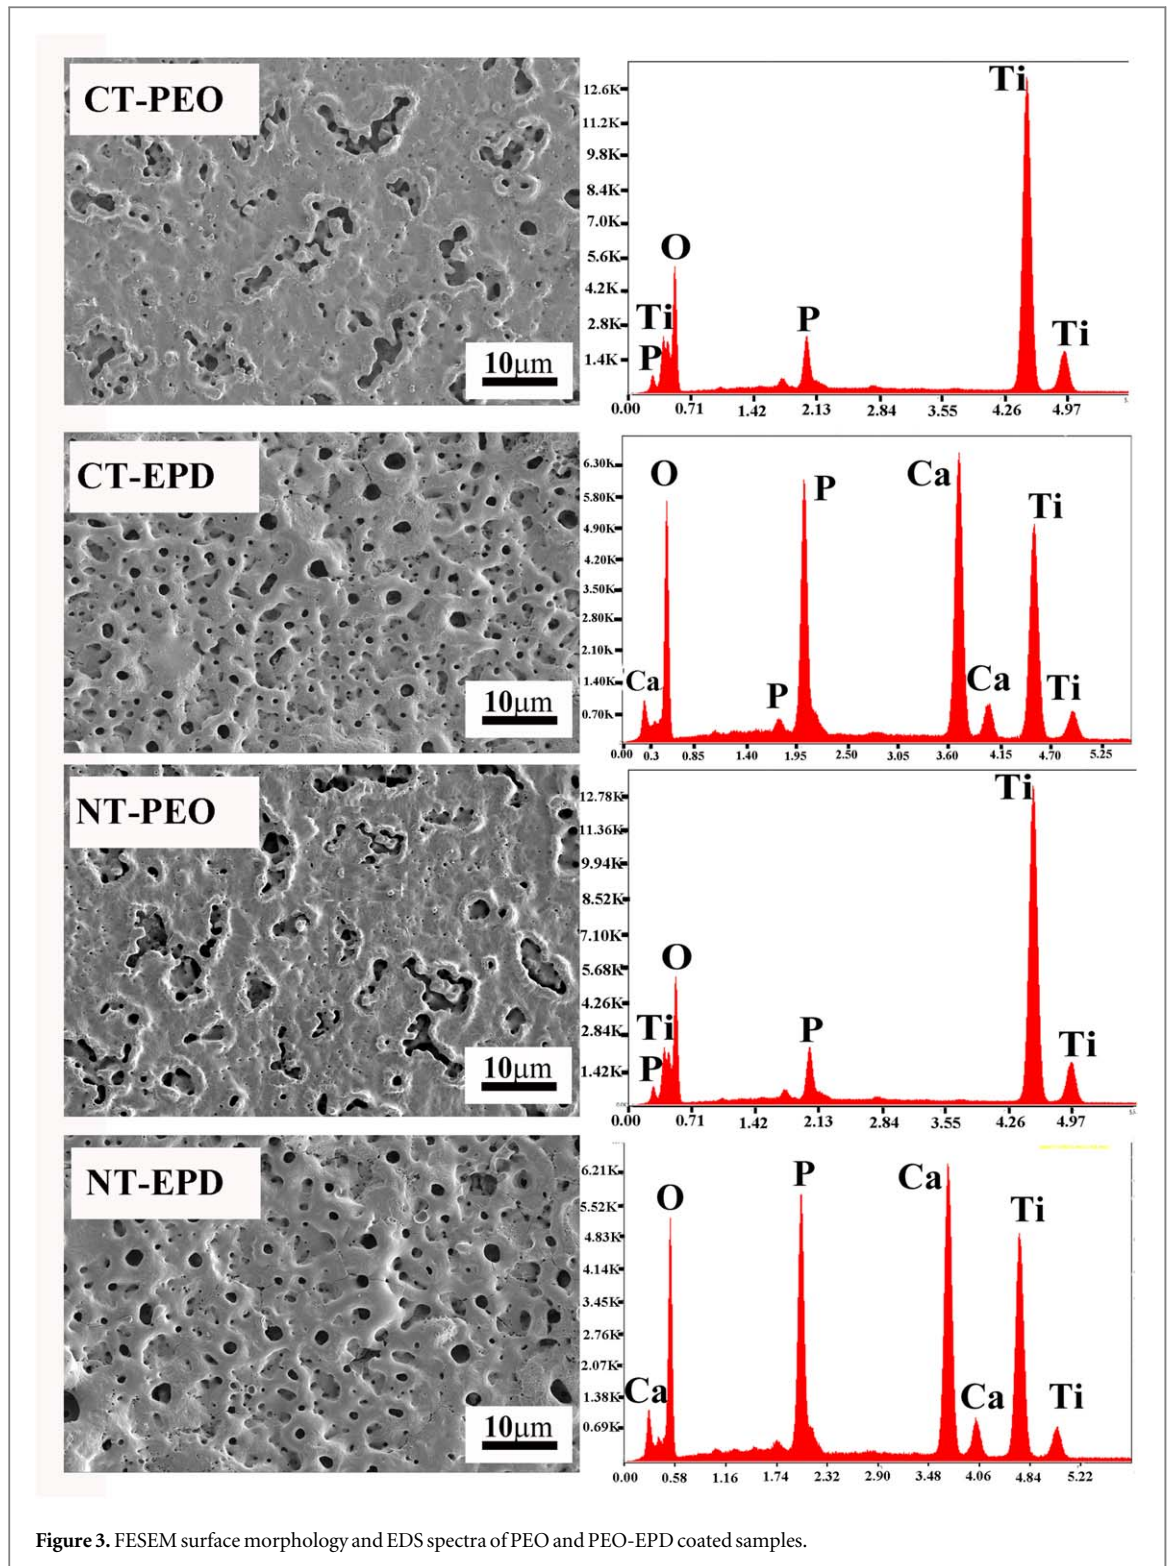 CT-PEO
10µm
12.6K
11.2K
9.8K
8.4K
7.0K
5.6K
4.2K
2.8K
1.4K
Ti
O
Ti
P
P
Ti
0.00 0.71 1.42 2.13 2.84 3.55 4.26 4.97
CT-EPD
10µm
6.30K
5.80K
4.90K
4.20K
3.50K
2.80K
2.10K
1.40K
0.70K
O
P
Ca
Ti
Ca
P
Ca
Ti
0.00 0.3 0.85 1.40 1.95 2.50 3.05 3.60 4.15 4.70 5.25
NT-PEO
10µm
12.78K
11.36K
9.94K
8.52K
7.10K
5.68K
4.26K
2.84K
1.42K
Ti
O
Ti
P
P
Ti
0.00 0.71 1.42 2.13 2.84 3.55 4.26 4.97
NT-EPD
10µm
6.21K
5.52K
4.83K
4.14K
3.45K
2.76K
2.07K
1.38K
0.69K
O
P
Ca
Ti
Ca
Ca
Ti
0.00 0.58 1.16 1.74 2.32 2.90 3.48 4.06 4.84 5.22
Figure 3. FESEM surface morphology and EDS spectra of PEO and PEO-EPD coated samples.